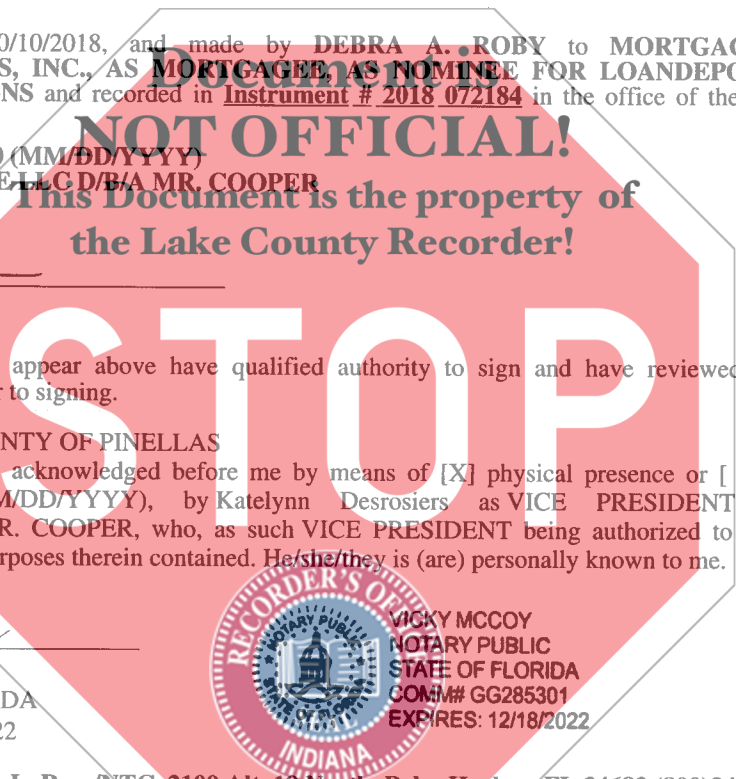 0/10/2018, and made by DEBRA A. ROBY to MORTGAG
S, INC., AS MORTGAGEE, AS NOMINEE FOR LOANDEPO
NS and recorded in Instrument # 2018 072184 in the office of the
Document is
NOT OFFICIAL!
(MM/DD/YYYY)
E LLC D/B/A MR. COOPER
This Document is the property of
the Lake County Recorder!
STOP
appear above have qualified authority to sign and have reviewed
r to signing.
NTY OF PINELLAS
acknowledged before me by means of [X] physical presence or [
M/DD/YYYY), by Katelynn Desrosiers as VICE PRESIDENT
R. COOPER, who, as such VICE PRESIDENT being authorized to
rposes therein contained. He/she/they is (are) personally known to me.
RECORDER'S OFFICE
NOTARY PUBLIC
STATE OF FLORIDA
SEAL
INDIANA
VICKY MCCOY
NOTARY PUBLIC
STATE OF FLORIDA
COMM# GG285301
EXPIRES: 12/18/2022
DA
22